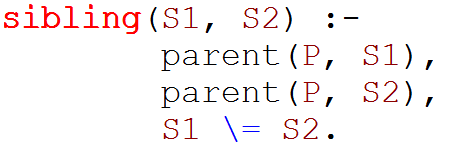 sibling(S1, S2) :-
        parent(P, S1),
        parent(P, S2),
        S1 \= S2.